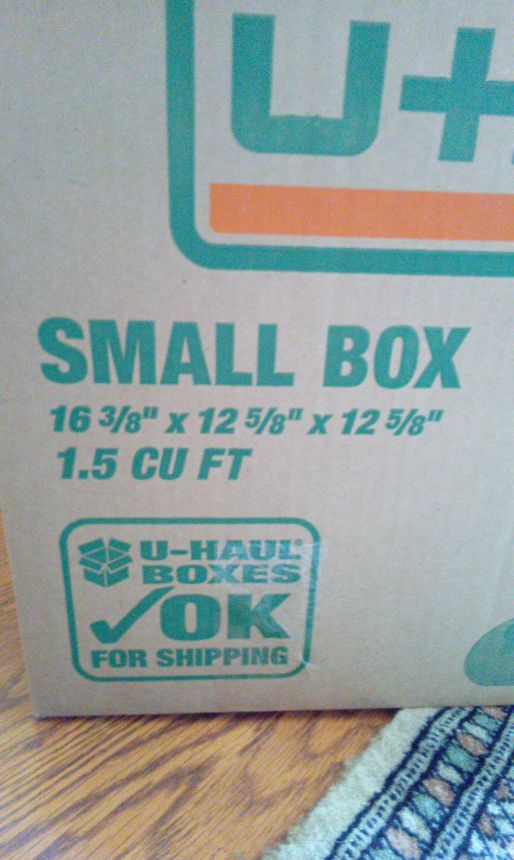 U-H
SMALL BOX
16 3/8" x 12 5/8" x 12 5/8"
1.5 CU FT
U-HAUL®
BOXES
✓OK
FOR SHIPPING